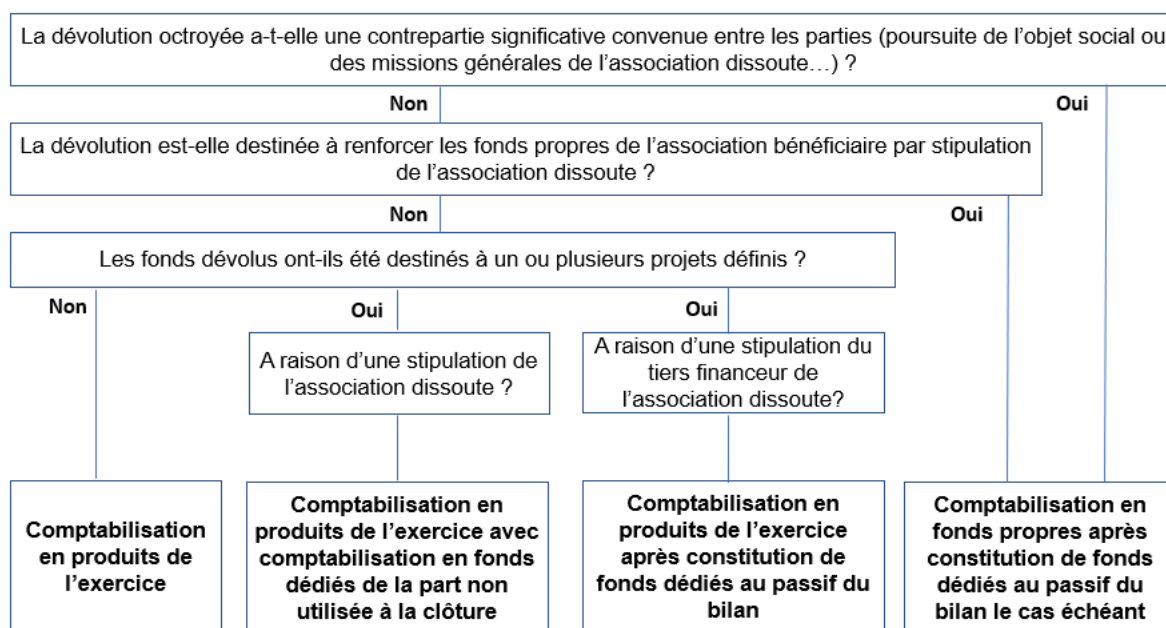 La dévolution octroyée a-t-elle une contrepartie significative convenue entre les parties (poursuite de l'objet social ou
des missions générales de l'association dissoute…) ?
Non
Oui
La dévolution est-elle destinée à renforcer les fonds propres de l'association bénéficiaire par stipulation
de l'association dissoute ?
Non
Oui
Les fonds dévolus ont-ils été destinés à un ou plusieurs projets définis ?
Non
Oui
Oui
A raison d'une stipulation de
l'association dissoute ?
A raison d'une stipulation du
tiers financeur de
l'association dissoute?
Comptabilisation
en produits de
l'exercice
Comptabilisation en
produits de l'exercice avec
comptabilisation en fonds
dédiés de la part non
utilisée à la clôture
Comptabilisation en
produits de l'exercice
après constitution de
fonds dédiés au passif du
bilan
Comptabilisation en
fonds propres après
constitution de fonds
dédiés au passif du
bilan le cas échéant